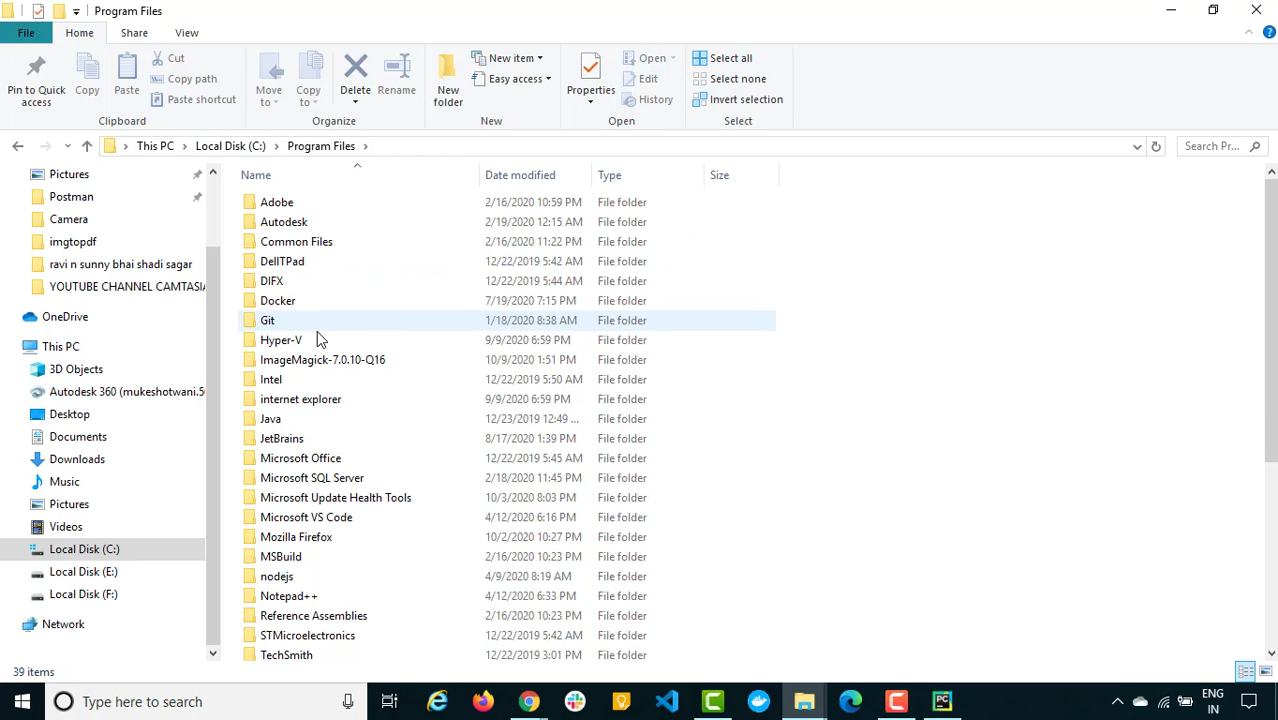 Program Files
File Home Share View
Pin to Quick access
Copy
Paste
Cut
Copy path
Paste shortcut
Clipboard
Move to
Copy to
Delete
Rename
Organize
New folder
New item
Easy access
New
Properties
Open
Edit
History
Open
Select all
Select none
Invert selection
Select
This PC > Local Disk (C:) > Program Files >
Search Pr...
Pictures
Postman
Camera
imgtopdf
ravi n sunny bhai shadi sagar
YOUTUBE CHANNEL CAMTASIA
OneDrive
This PC
3D Objects
Autodesk 360 (mukeshotwani.50
Desktop
Documents
Downloads
Music
Pictures
Videos
Local Disk (C:)
Local Disk (E:)
Local Disk (F:)
Network
Name Date modified Type Size
Adobe 2/16/2020 10:59 PM File folder
Autodesk 2/19/2020 12:15 AM File folder
Common Files 2/16/2020 11:22 PM File folder
DellTPad 12/22/2019 5:42 AM File folder
DIFX 12/22/2019 5:44 AM File folder
Docker 7/19/2020 7:15 PM File folder
Git 1/18/2020 8:38 AM File folder
Hyper-V 9/9/2020 6:59 PM File folder
ImageMagick-7.0.10-Q16 10/9/2020 1:51 PM File folder
Intel 12/22/2019 5:50 AM File folder
internet explorer 9/9/2020 6:59 PM File folder
Java 12/23/2019 12:49 ... File folder
JetBrains 8/17/2020 1:39 PM File folder
Microsoft Office 12/22/2019 5:45 AM File folder
Microsoft SQL Server 2/18/2020 11:45 PM File folder
Microsoft Update Health Tools 10/3/2020 8:03 PM File folder
Microsoft VS Code 4/12/2020 6:16 PM File folder
Mozilla Firefox 10/2/2020 10:27 PM File folder
MSBuild 2/16/2020 10:23 PM File folder
nodejs 4/9/2020 8:19 AM File folder
Notepad++ 4/12/2020 6:33 PM File folder
Reference Assemblies 2/16/2020 10:23 PM File folder
STMicroelectronics 12/22/2019 5:42 AM File folder
TechSmith 12/22/2019 3:01 PM File folder
39 items
Type here to search
PC
ENG
IN